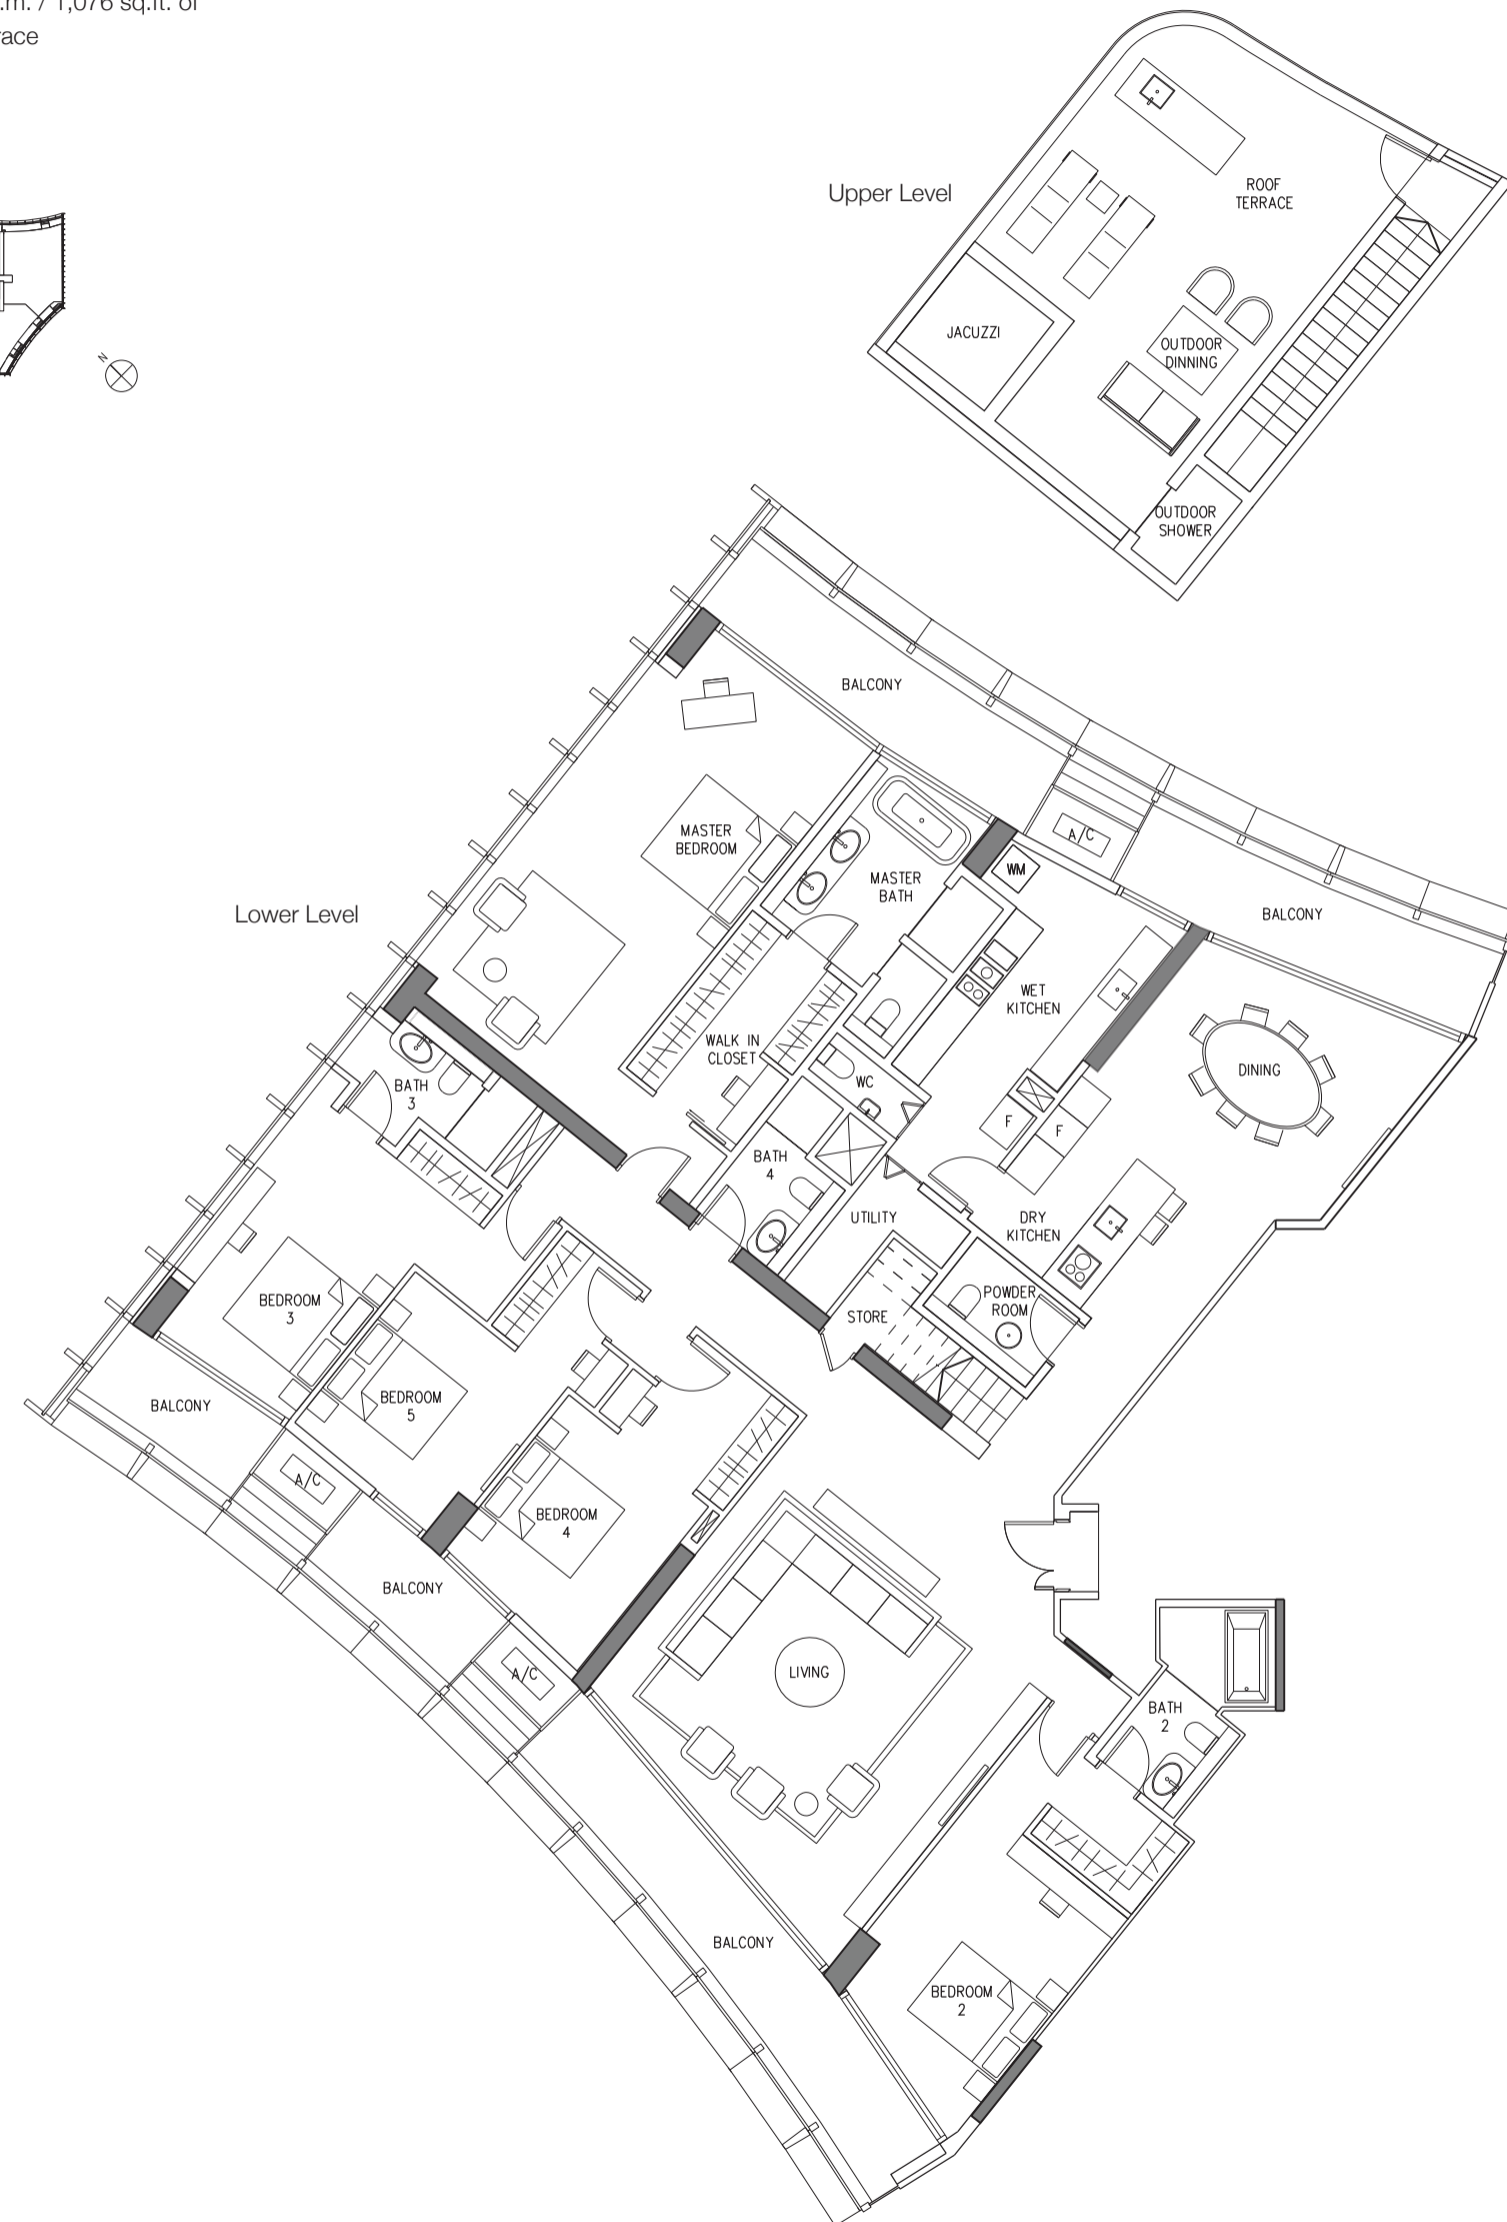 .m. / 1,076 sq.ft. of
race
Upper Level
ROOF
TERRACE
JACUZZI
OUTDOOR
DINNING
OUTDOOR
SHOWER
N
Lower Level
BALCONY
A/C
BALCONY
MASTER
BEDROOM
MASTER
BATH
WM
WET
KITCHEN
WALK IN
CLOSET
DINING
BATH
3
WC
F
F
BATH
4
UTILITY
DRY
KITCHEN
BEDROOM
3
POWDER
ROOM
STORE
BALCONY
BEDROOM
5
A/C
BEDROOM
4
BALCONY
A/C
LIVING
BATH
2
BALCONY
BEDROOM
2